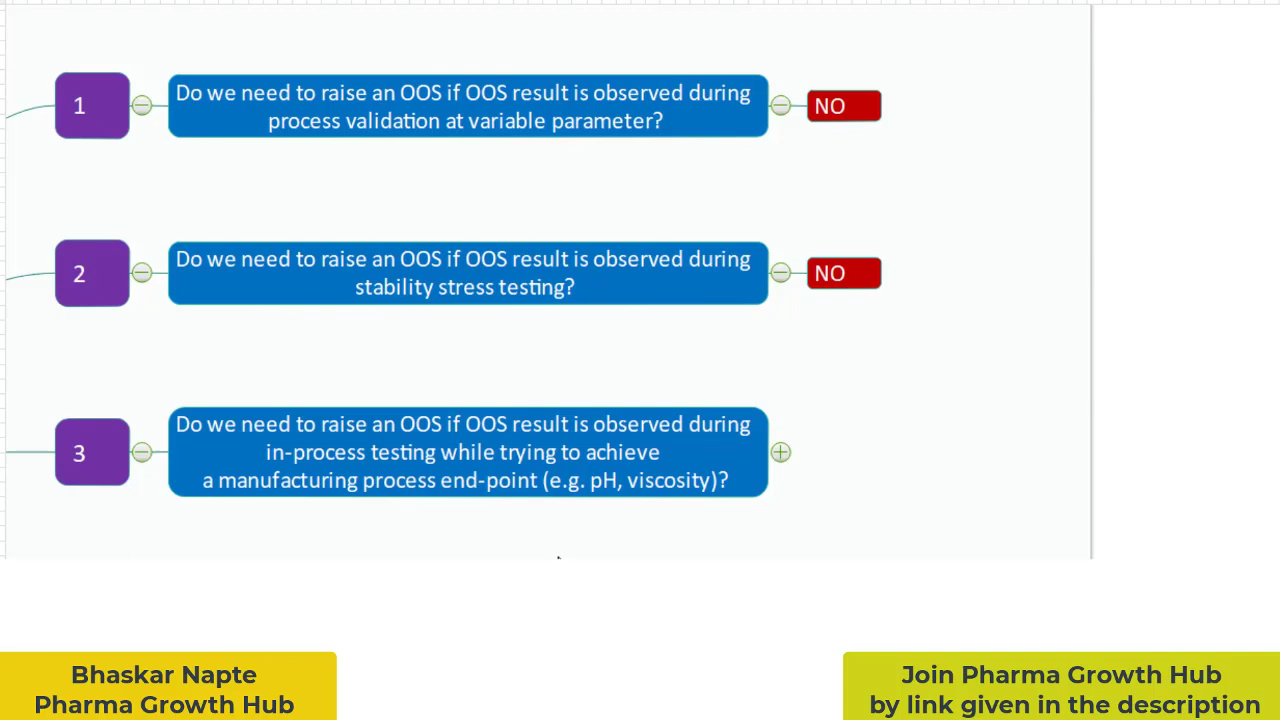 1
Do we need to raise an OOS if OOS result is observed during
process validation at variable parameter?
NO
2
Do we need to raise an OOS if OOS result is observed during
stability stress testing?
NO
3
Do we need to raise an OOS if OOS result is observed during
in-process testing while trying to achieve
a manufacturing process end-point (e.g. pH, viscosity)?
Bhaskar Napte
Pharma Growth Hub
Join Pharma Growth Hub
by link given in the description